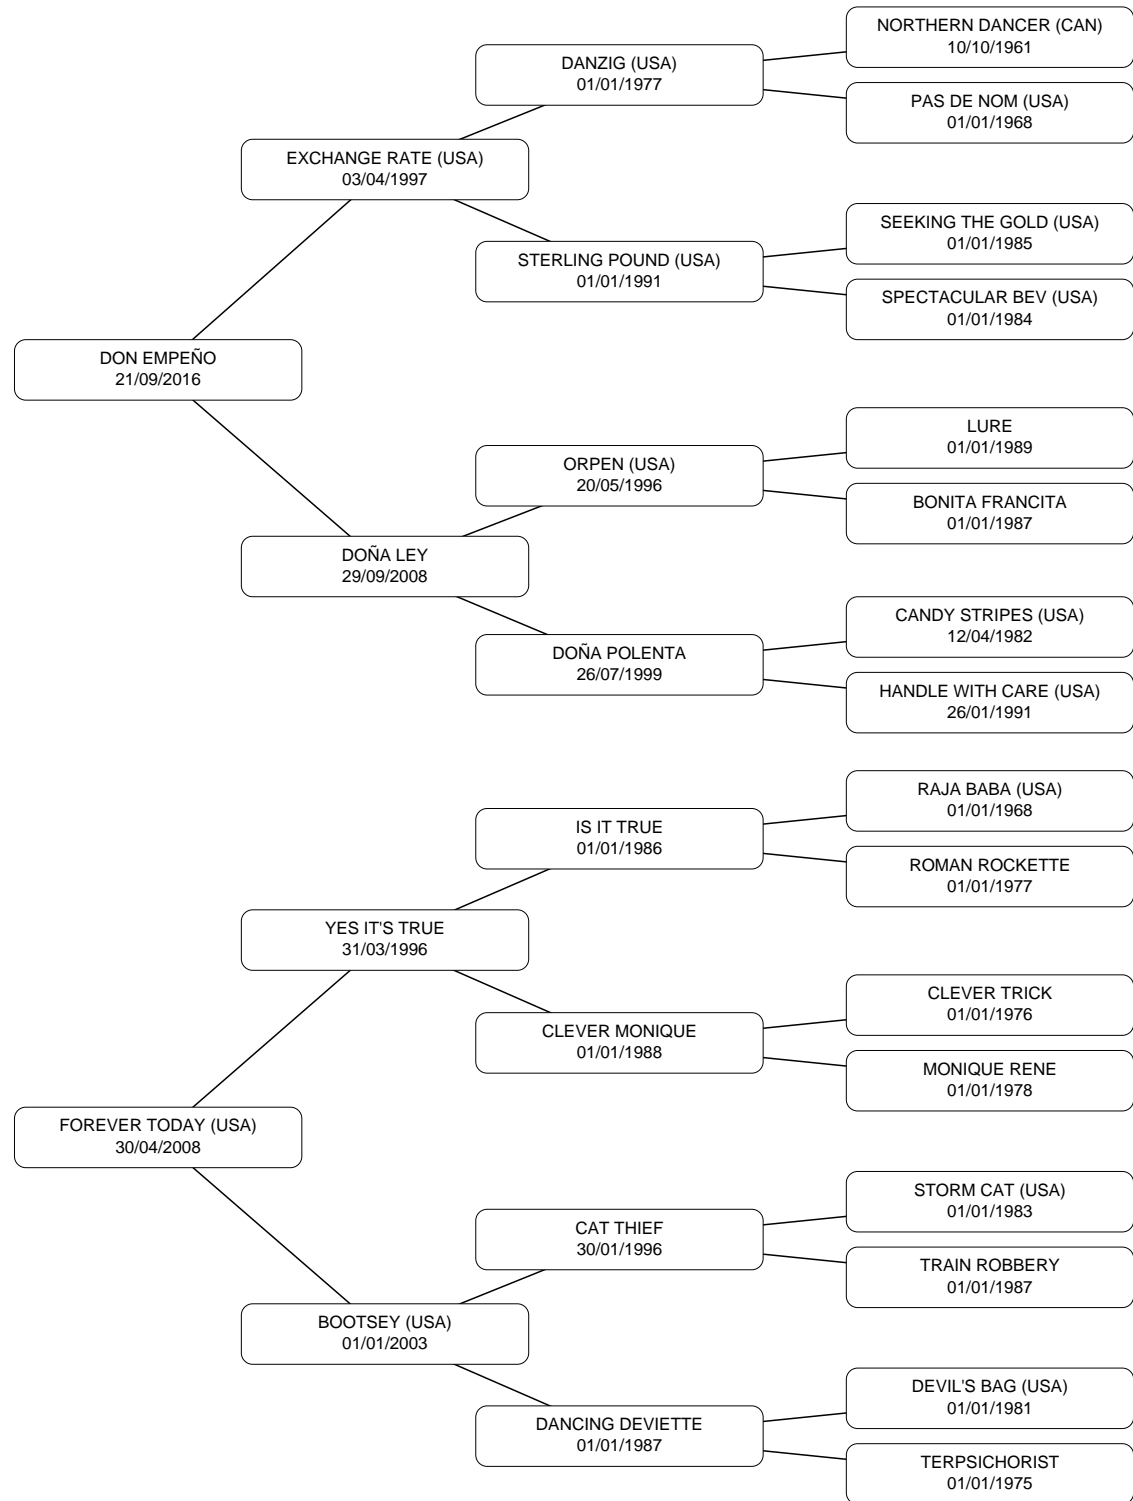 NORTHERN DANCER (CAN)
10/10/1961
DANZIG (USA)
01/01/1977
PAS DE NOM (USA)
01/01/1968
EXCHANGE RATE (USA)
03/04/1997
SEEKING THE GOLD (USA)
01/01/1985
STERLING POUND (USA)
01/01/1991
SPECTACULAR BEV (USA)
01/01/1984
DON EMPEÑO
21/09/2016
LURE
01/01/1989
ORPEN (USA)
20/05/1996
BONITA FRANCITA
01/01/1987
DOÑA LEY
29/09/2008
CANDY STRIPES (USA)
12/04/1982
DOÑA POLENTA
26/07/1999
HANDLE WITH CARE (USA)
26/01/1991
RAJA BABA (USA)
01/01/1968
IS IT TRUE
01/01/1986
ROMAN ROCKETTE
01/01/1977
YES IT'S TRUE
31/03/1996
CLEVER TRICK
01/01/1976
CLEVER MONIQUE
01/01/1988
MONIQUE RENE
01/01/1978
FOREVER TODAY (USA)
30/04/2008
STORM CAT (USA)
01/01/1983
CAT THIEF
30/01/1996
TRAIN ROBBERY
01/01/1987
BOOTSEY (USA)
01/01/2003
DEVIL'S BAG (USA)
01/01/1981
DANCING DEVIETTE
01/01/1987
TERPSICHORIST
01/01/1975